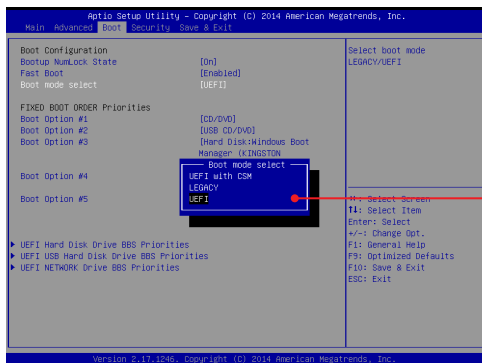 Aptio Setup Utility – Copyright (C) 2014 American Megatrends, Inc.
Main Advanced Boot Security Save & Exit
Boot Configuration
Bootup NumLock State [On]
Fast Boot [Enabled]
Boot mode select [UEFI]
FIXED BOOT ORDER Priorities
Boot Option #1 [CD/DVD]
Boot Option #2 [USB CD/DVD]
Boot Option #3 [Hard Disk:Windows Boot
Manager (KINGSTON
Boot mode select
UEFI with CSM
LEGACY
UEFI
Boot Option #4
Boot Option #5
UEFI Hard Disk Drive BBS Priorities
UEFI USB Hard Disk Drive BBS Priorities
UEFI NETWORK Drive BBS Priorities
Select boot mode
LEGACY/UEFI
: Select Screen
↑↓: Select Item
Enter: Select
+/-: Change Opt.
F1: General Help
F9: Optimized Defaults
F10: Save & Exit
ESC: Exit
Version 2.17.1246. Copyright (C) 2014 American Megatrends, Inc.